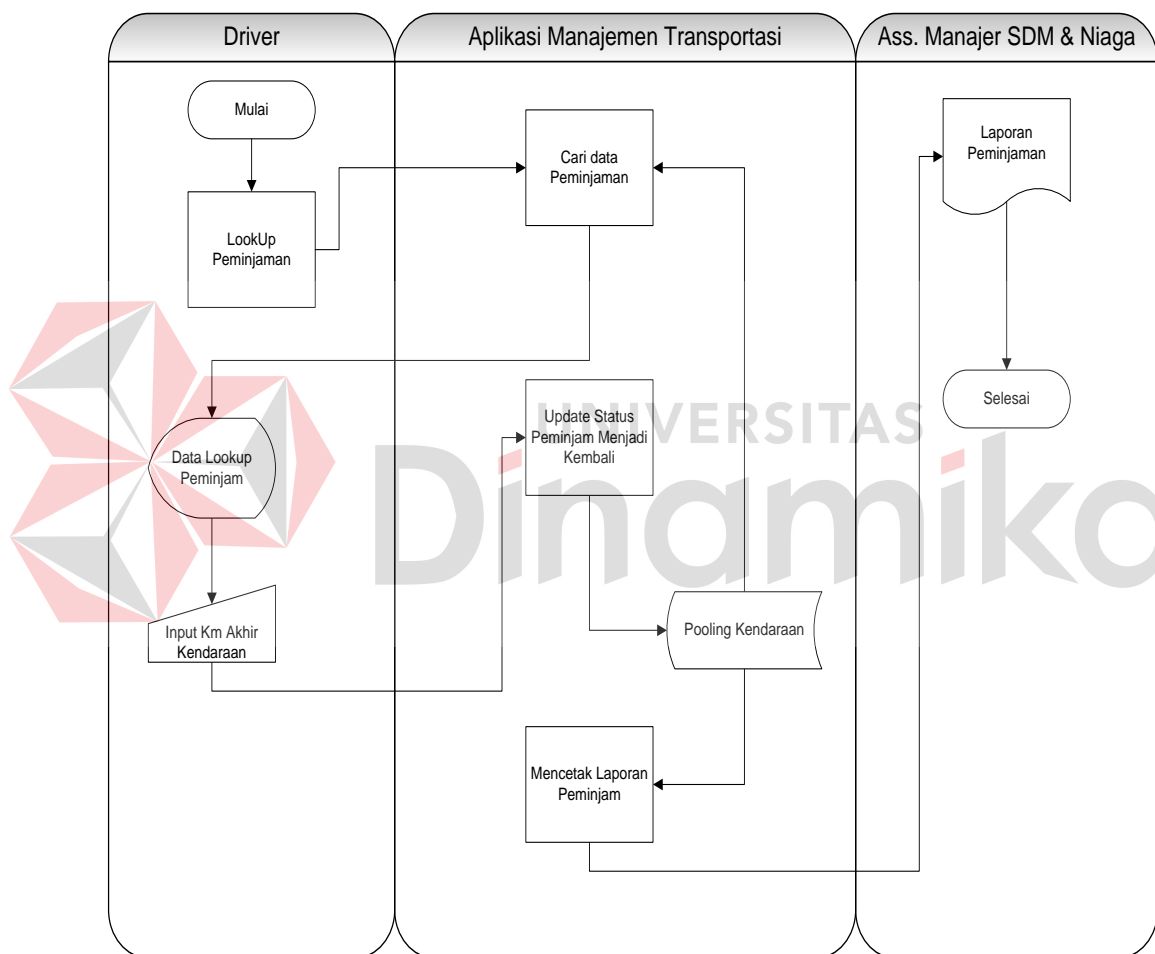 Driver
Aplikasi Manajemen Transportasi
Ass. Manajer SDM & Niaga
Mulai
LookUp
Peminjaman
Cari data
Peminjaman
Laporan
Peminjaman
Data Lookup
Peminjam
Update Status
Peminjam Menjadi
Kembali
Selesai
UNIVERSITAS
Dinamika
Input Km Akhir
Kendaraan
Pooling Kendaraan
Mencetak Laporan
Peminjam